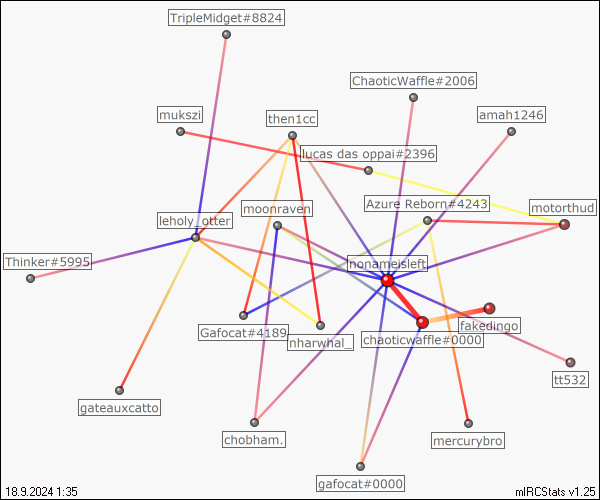 TripleMidget#8824
ChaoticWaffle#2006
mukszi
then1cc
amah1246
lucas das oppai#2396
Azure Reborn#4243
moonraven
motorthud
leholy_otter
Thinker#5995
nonameisleft
Gafocat#4189
nharwhal_
chaoticwaffle#0000
fakedingo
tt532
gateauxcatto
chobham.
mercurybro
gafocat#0000
18.9.2024 1:35
mIRCStats v1.25